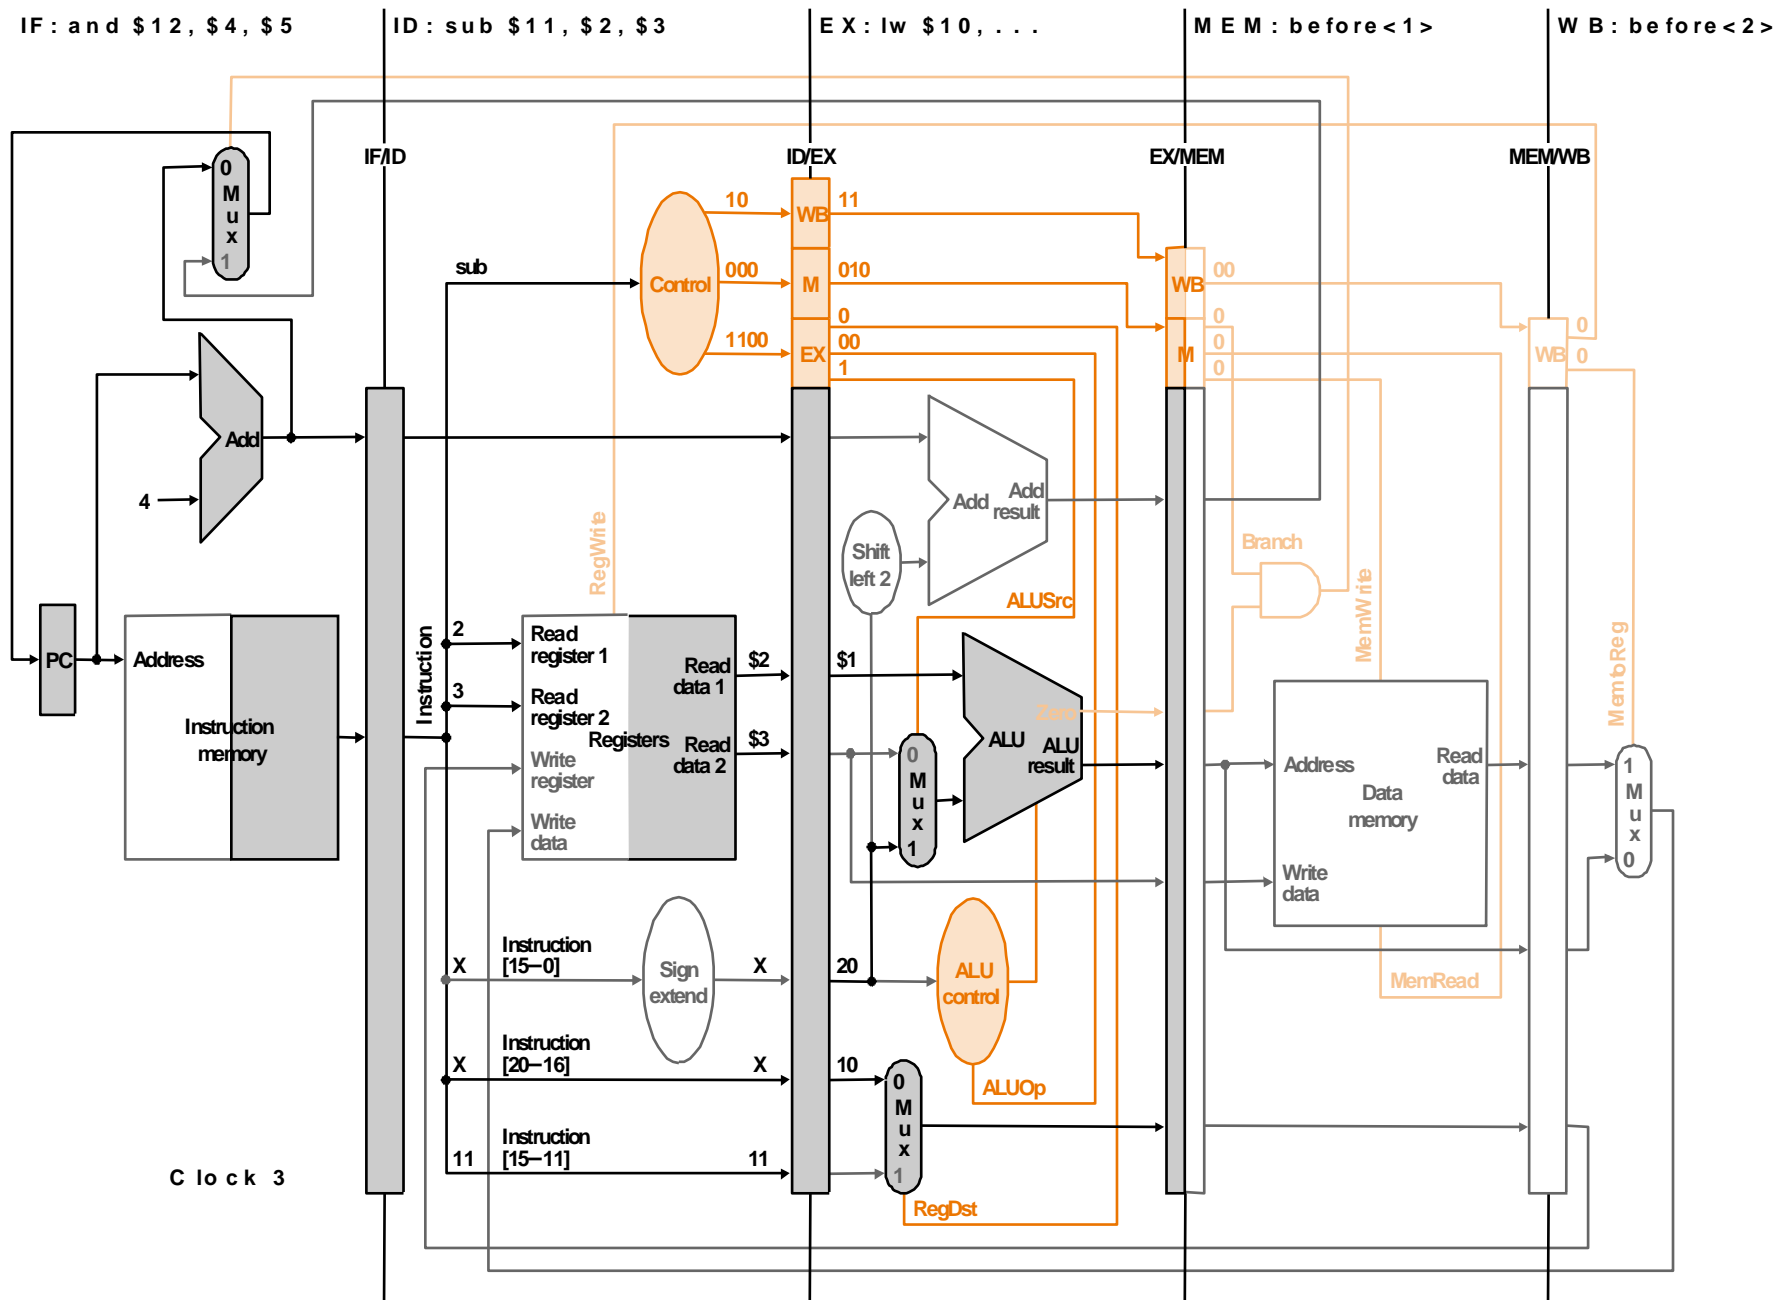 IF: and $12, $4, $5
ID: sub $11, $2, $3
EX: lw $10, . . .
MEM: before<1>
WB: before<2>
IF/ID
ID/EX
EX/MEM
MEM/WB
0
M
u
x
1
sub
Control
10
000
1100
WB
M
EX
11
010
0
00
1
WB
M
00
0
0
0
WB
0
0
Add
4
Add
Add
result
Shift
left 2
RegWrite
ALUSrc
Branch
MemWrite
MemtoReg
PC
Address
Instruction
memory
Instruction
2
3
Read
register 1
Read
register 2
Write
register
Write
data
Registers
Read
data 1
Read
data 2
$2
$3
$1
0
M
u
x
1
Zero
ALU
ALU
result
Address
Write
data
Data
memory
Read
data
1
M
u
x
0
X
Instruction
[15–0]
Sign
extend
X
20
ALU
control
MemRead
X
Instruction
[20–16]
X
10
ALUOp
0
M
u
x
1
11
Instruction
[15–11]
11
RegDst
Clock 3